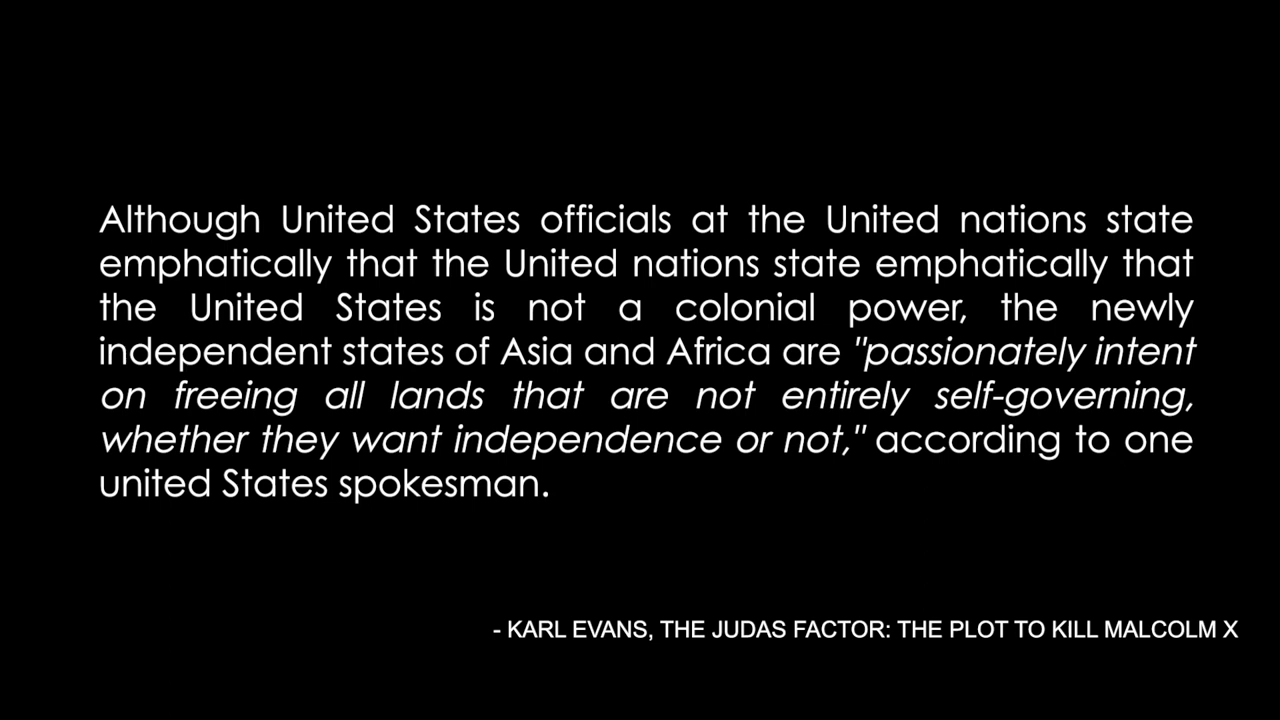 Although United States officials at the United nations state
emphatically that the United nations state emphatically that
the United States is not a colonial power, the newly
independent states of Asia and Africa are "passionately intent
on freeing all lands that are not entirely self-governing,
whether they want independence or not," according to one
united States spokesman.
- KARL EVANS, THE JUDAS FACTOR: THE PLOT TO KILL MALCOLM X